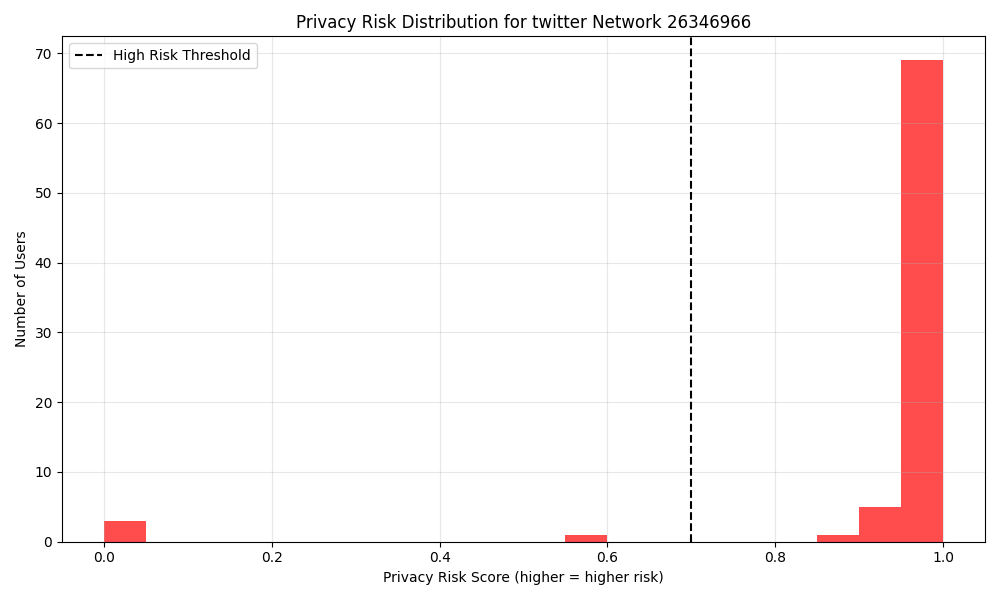 Privacy Risk Distribution for twitter Network 26346966
High Risk Threshold
70
60
50
40
30
20
10
0
Number of Users
0.0 0.2 0.4 0.6 0.8 1.0
Privacy Risk Score (higher = higher risk)